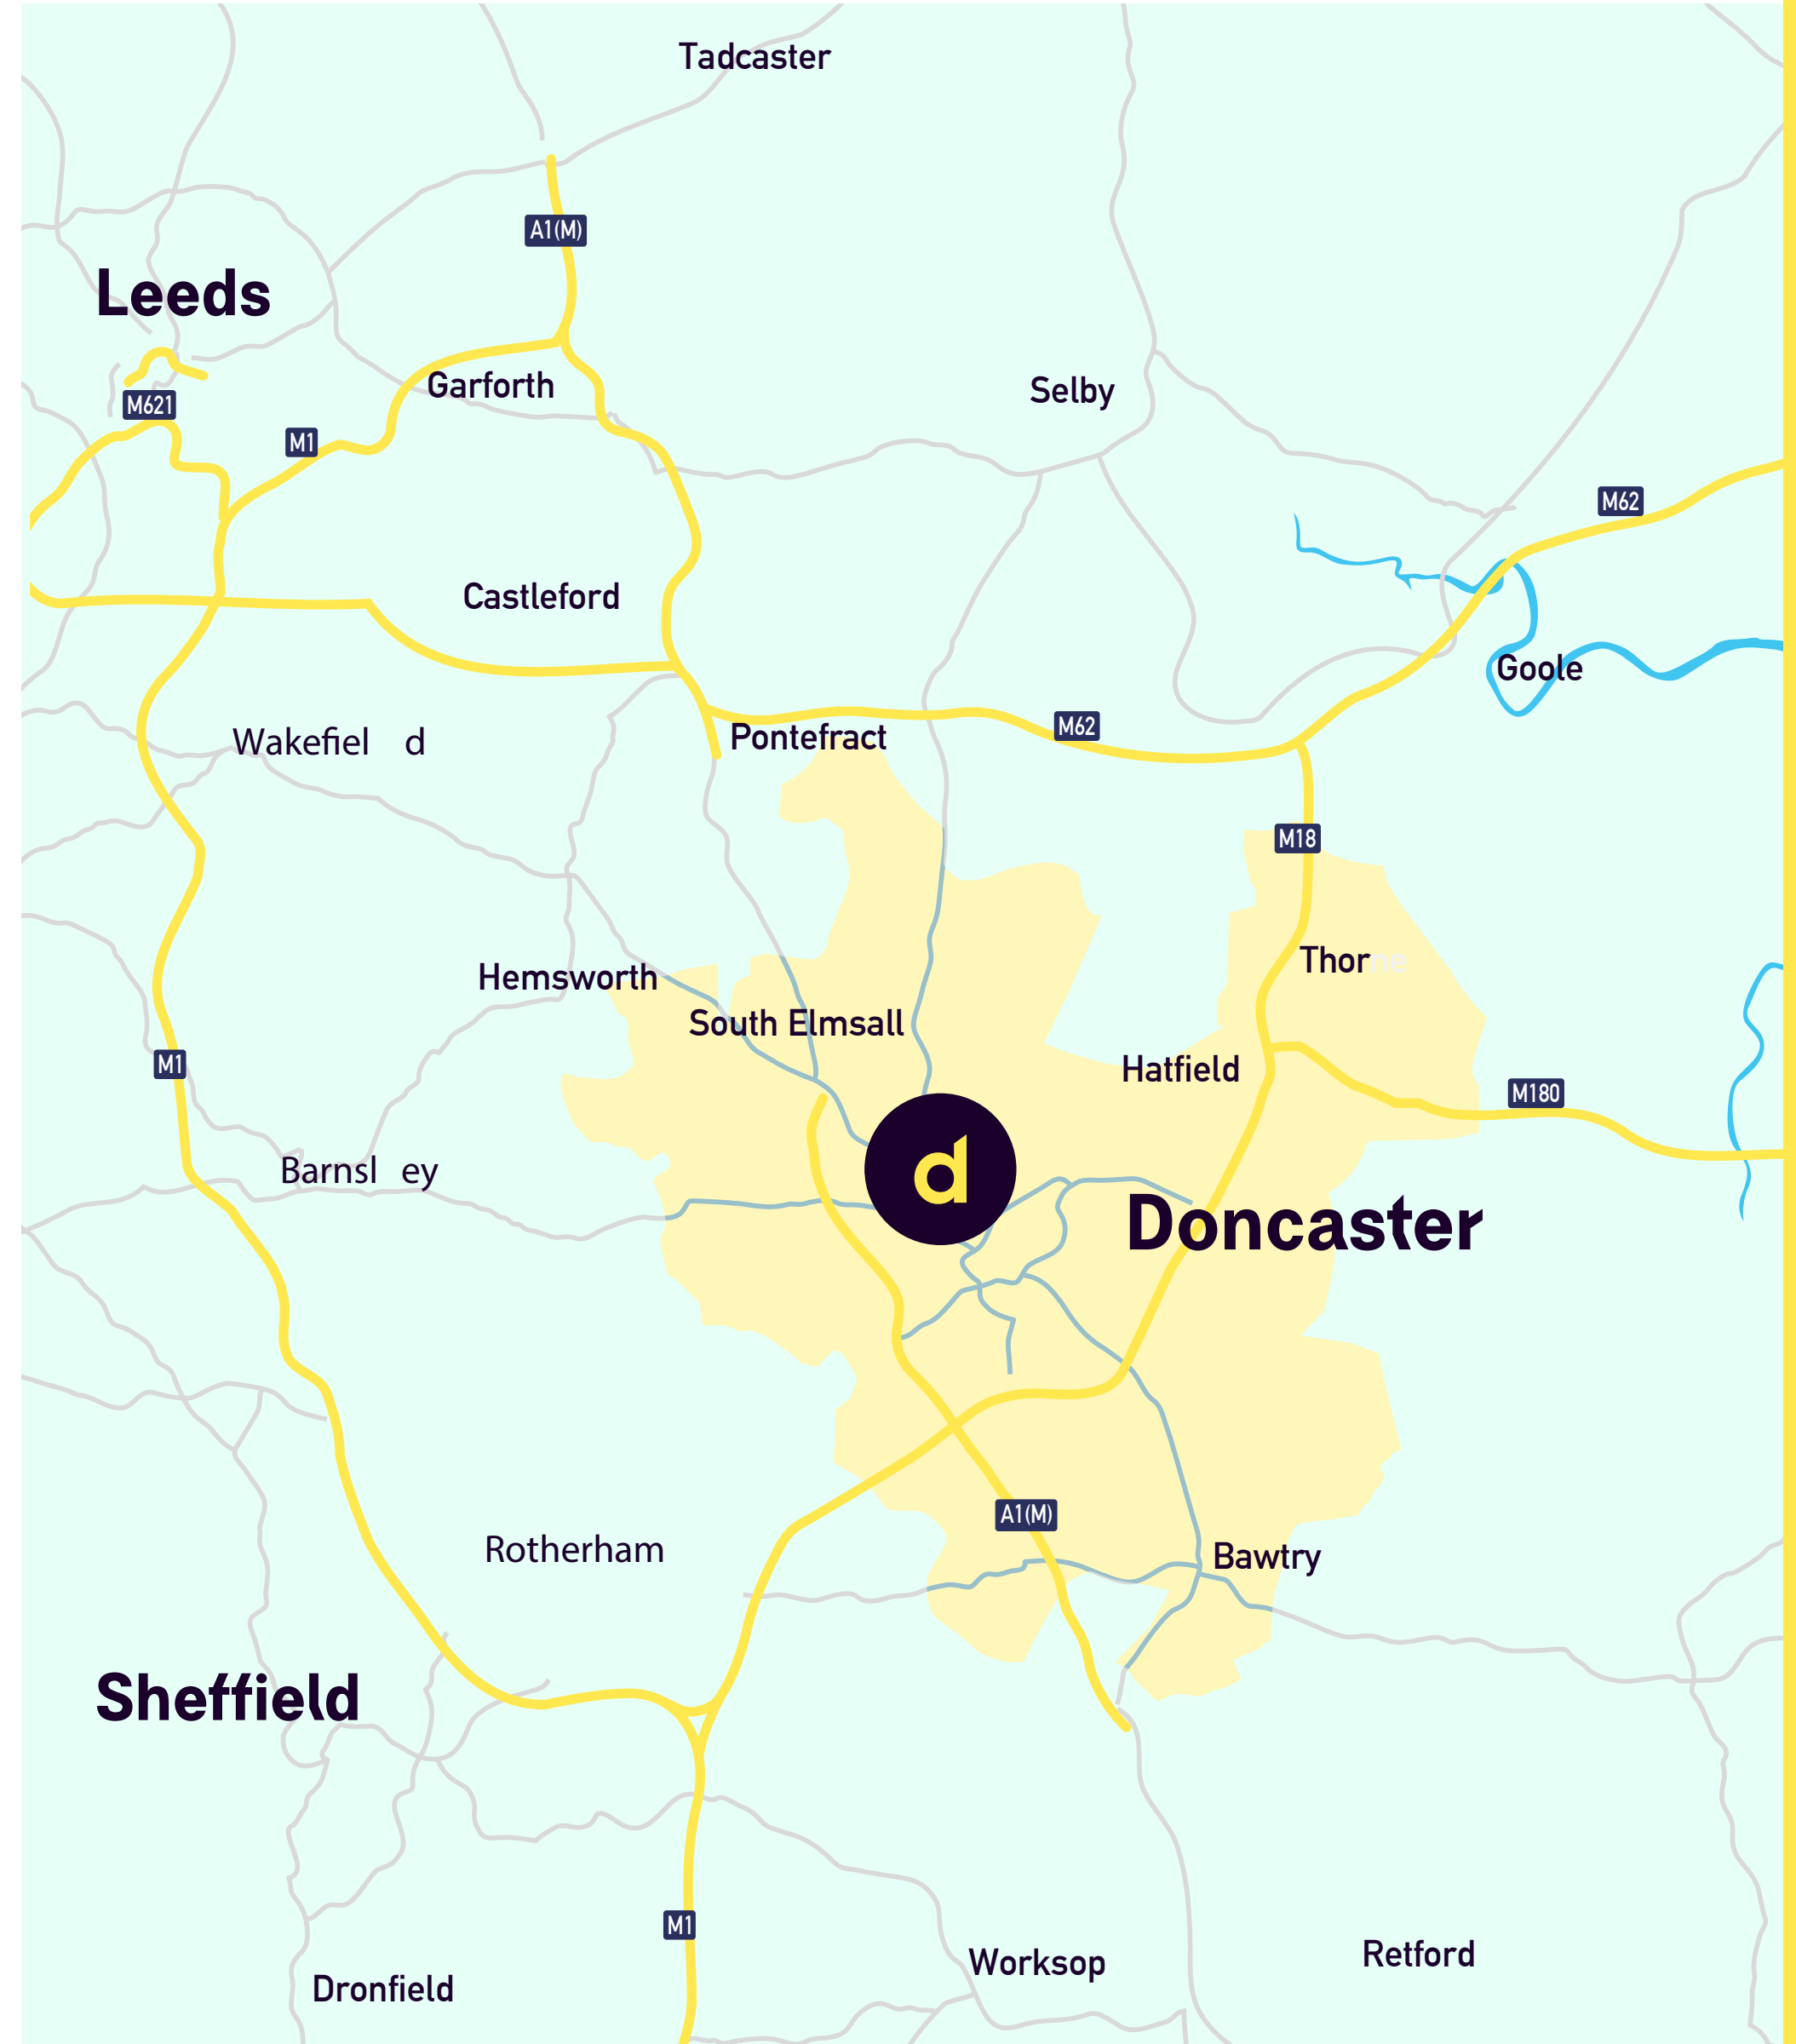 Tadcaster
A1(M)
Leeds
Garforth
Selby
M621
M1
M62
Castleford
Goole
Wakefiel d
Pontefract
M62
M18
Thorne
Hemsworth
South Elmsall
Hatfield
M1
M180
Barnsl ey
d
Doncaster
A1(M)
Rotherham
Bawtry
Sheffield
M1
Worksop
Retford
Dronfield